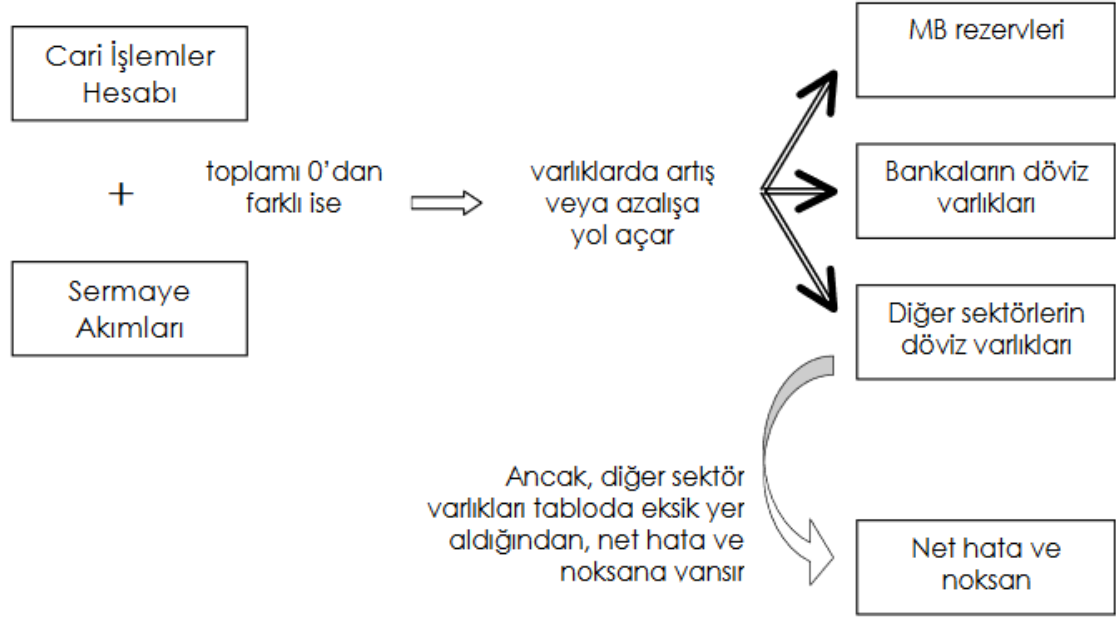 Cari İşlemler
Hesabı
+
Sermaye
Akımları
toplamı 0’dan
farklı ise
varlıklarda artış
veya azalışa
yol açar
MB rezervleri
Bankaların döviz
varlıkları
Diğer sektörlerin
döviz varlıkları
Ancak, diğer sektör
varlıkları tabloda eksik yer
aldığından, net hata ve
noksana vansır
Net hata ve
noksan